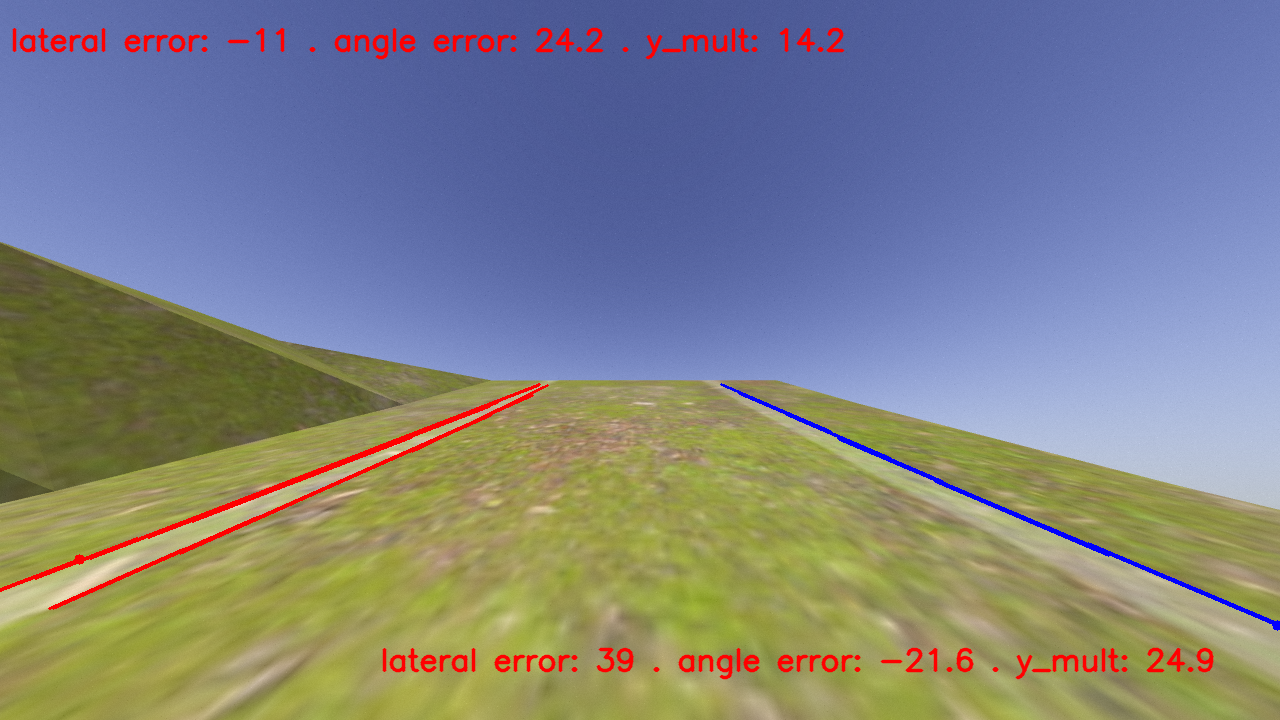 lateral error: -11 . angle error: 24.2 . y_mult: 14.2
lateral error: 39 . angle error: -21.6 . y_mult: 24.9